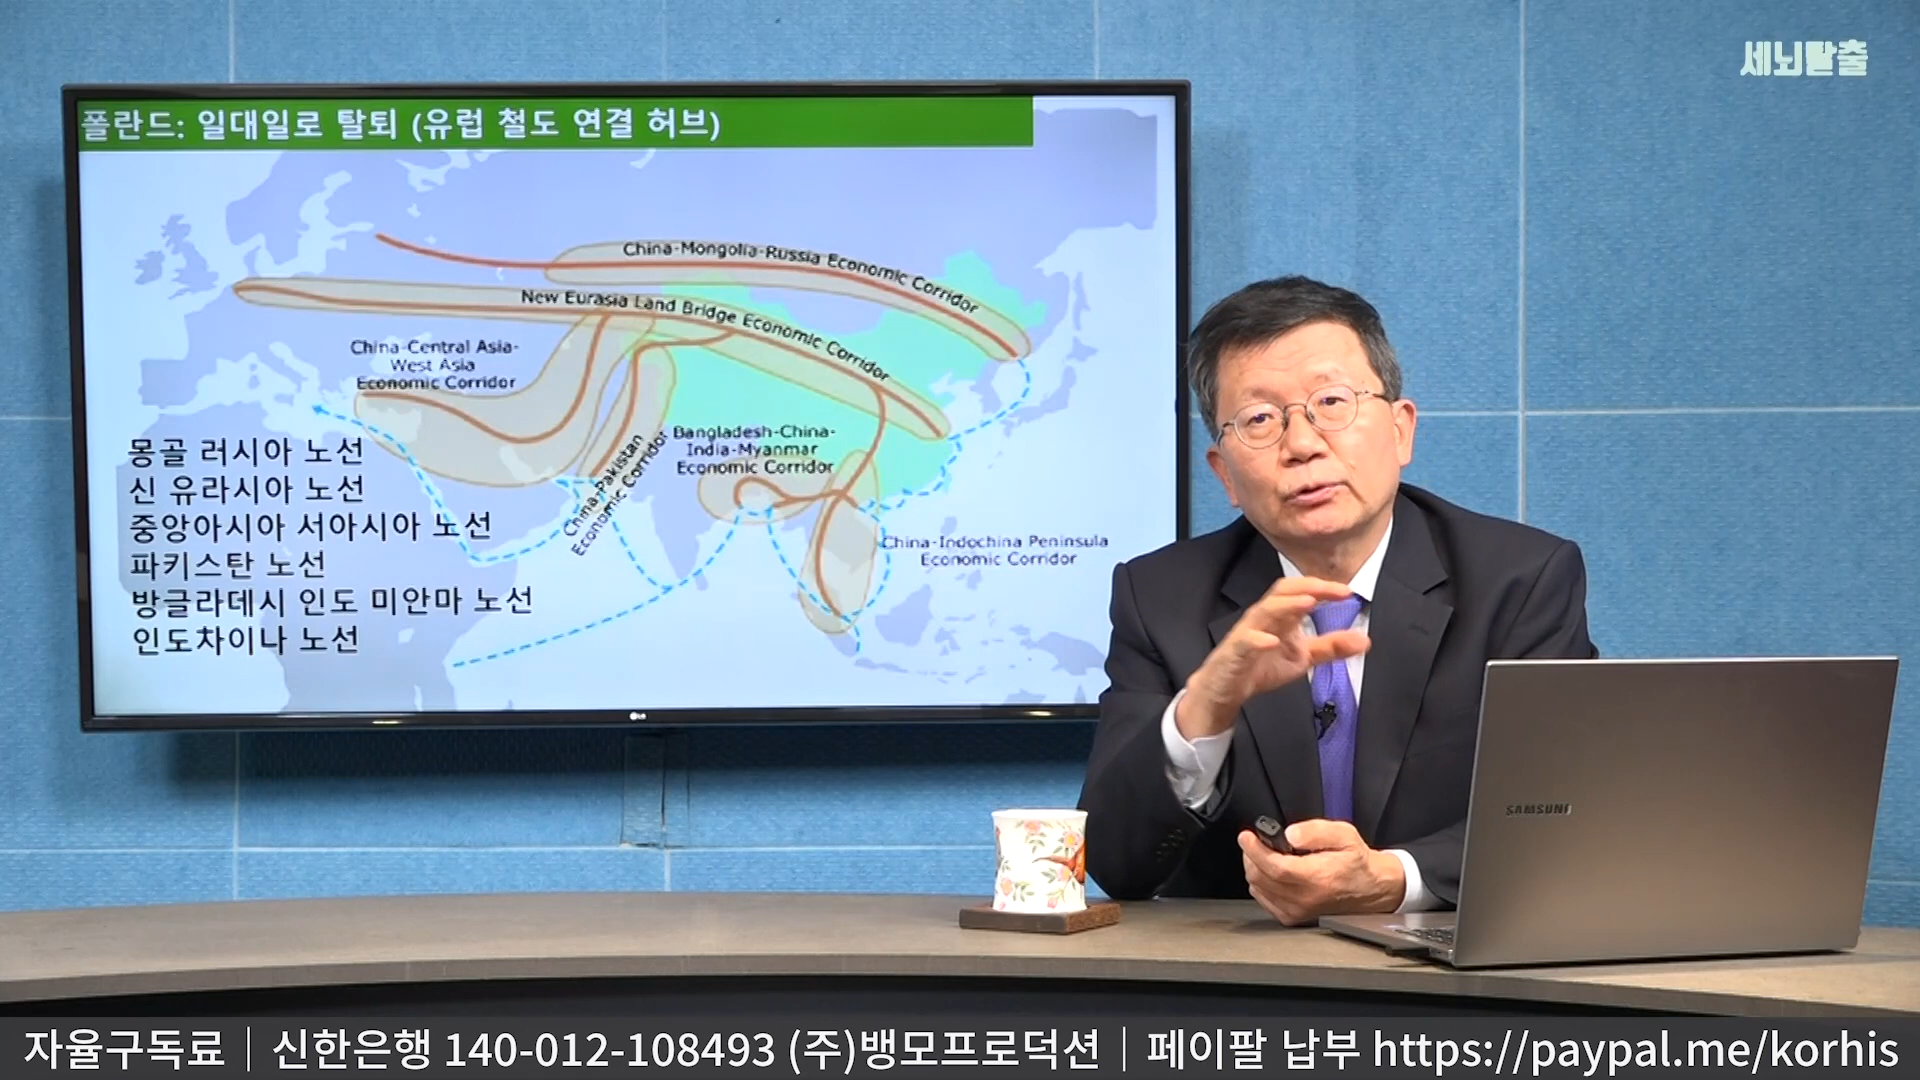 세뇌탈출
폴란드: 일대일로 탈퇴 (유럽 철도 연결 허브)
China-Mongolia-Russia Economic Corridor
New Eurasia Land Bridge Economic Corridor
China-Central Asia-
West Asia
Economic Corridor
China-Pakistan
Economic Corridor
Bangladesh-China-
India-Myanmar
Economic Corridor
China-Indochina Peninsula
Economic Corridor
몽골 러시아 노선
신 유라시아 노선
중앙아시아 서아시아 노선
파키스탄 노선
방글라데시 인도 미안마 노선
인도차이나 노선
LG
SAMSUNG
자율구독료｜신한은행 140-012-108493 (주)뱅모프로덕션｜페이팔 납부 https://paypal.me/korhis